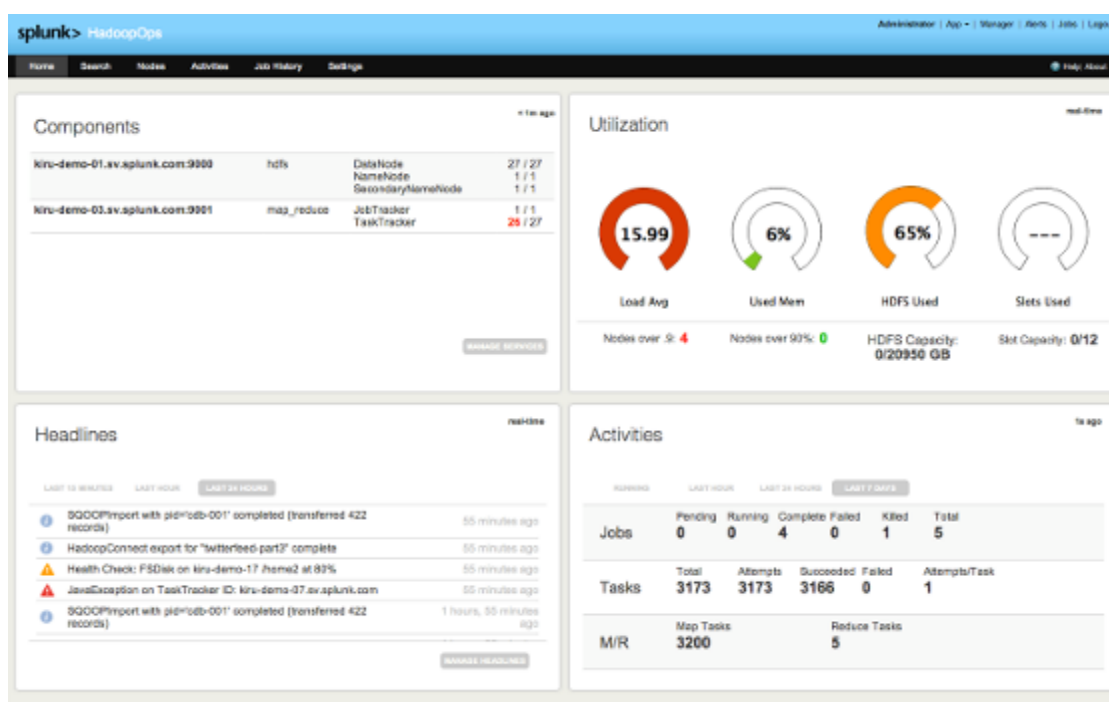 splunk> HadoopOps
Administrator | App | Manager | Alerts | Jobs | Logo
Home Search Nodes Activities Job History Settings
Help About
Components
< 1m ago
kiru-demo-01.sv.splunk.com:9000 hdfs DataNode 27 / 27
NameNode 1 / 1
SecondaryNameNode 1 / 1
kiru-demo-03.sv.splunk.com:9001 map_reduce JobTracker 1 / 1
TaskTracker 26 / 27
MANAGE SERVICES
Utilization
real-time
15.99 6% 65% ---
Load Avg Used Mem HDFS Used Slots Used
Nodes over .9: 4 Nodes over 90%: 0 HDFS Capacity: Slot Capacity: 0/12
0/20950 GB
Headlines
real-time
LAST 15 MINUTES LAST HOUR LAST 24 HOURS
SQOOPImport with pid='cdb-001' completed (transferred 422
records) 55 minutes ago
HadoopConnect export for "twitterfeed-part3" complete 55 minutes ago
Health Check: FSDisk on kiru-demo-17 /home2 at 80% 55 minutes ago
JavaException on TaskTracker ID: kiru-demo-07.sv.splunk.com 55 minutes ago
SQOOPImport with pid='cdb-001' completed (transferred 422 1 hours, 55 minutes
records) ago
MANAGE HEADLINES
Activities
1s ago
RUNNING LAST HOUR LAST 24 HOURS LAST 7 DAYS
Pending Running Complete Failed Killed Total
Jobs 0 0 4 0 1 5
Total Attempts Succeeded Failed Attempts/Task
Tasks 3173 3173 3166 0 1
Map Tasks Reduce Tasks
M/R 3200 5